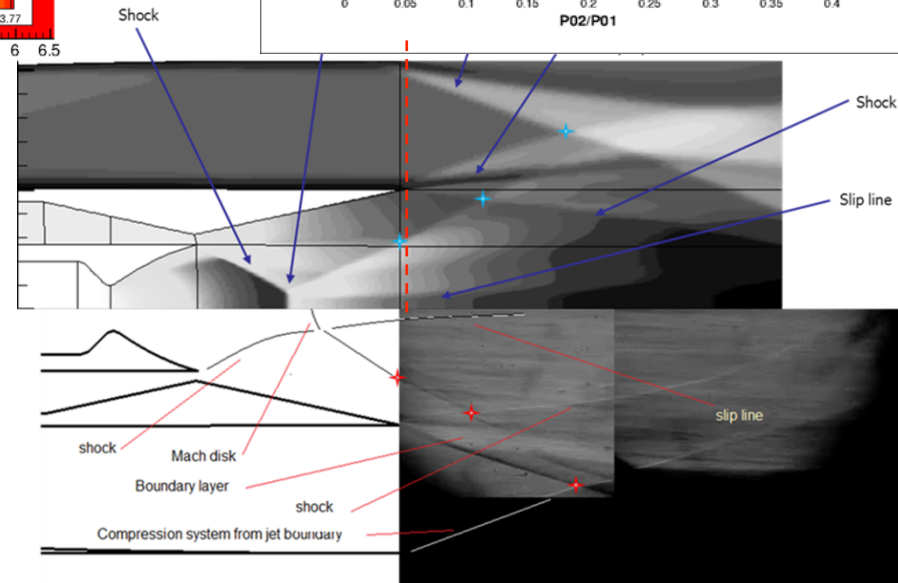 3.77
6 6.5
0 0.05 0.1 0.15 0.2 0.25 0.3 0.35 0.4
P02/P01
Shock
Shock
Slip line
slip line
shock
Mach disk
Boundary layer
shock
Compression system from jet boundary